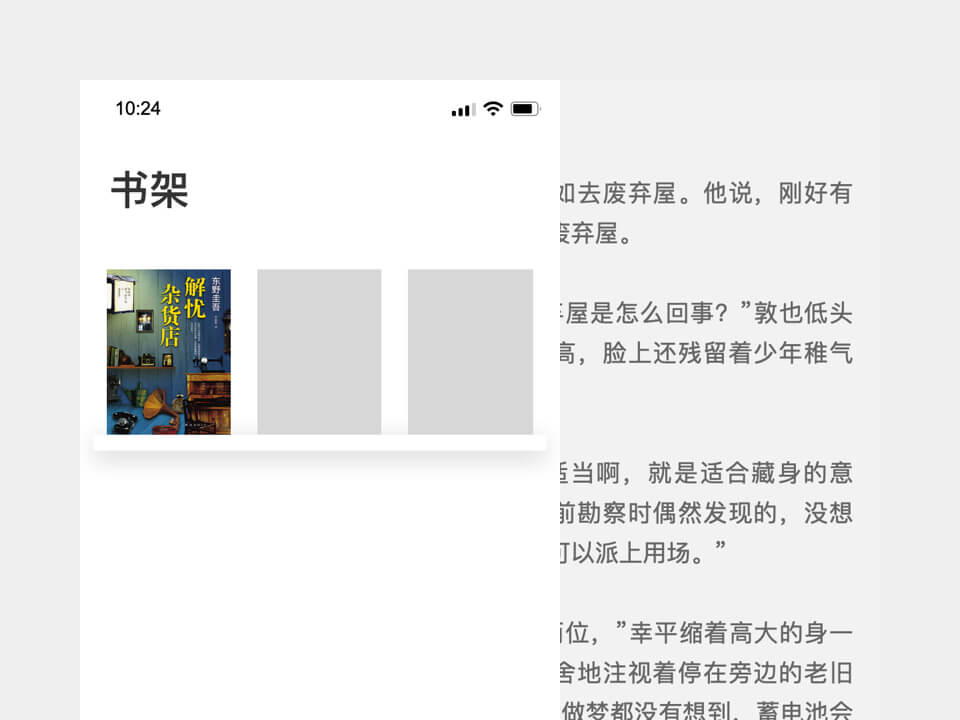 10:24
书架
东野圭吾
解忧
杂货店
如去废弃屋。他说，刚好有
废弃屋。
屋是怎么回事？”敦也低头
高，脸上还残留着少年稚气
适当啊，就是适合藏身的意
前勘察时偶然发现的，没想
可以派上用场。”
位，”幸平缩着高大的身一
舍地注视着停在旁边的老旧
做梦都没有想到，蓄电池会